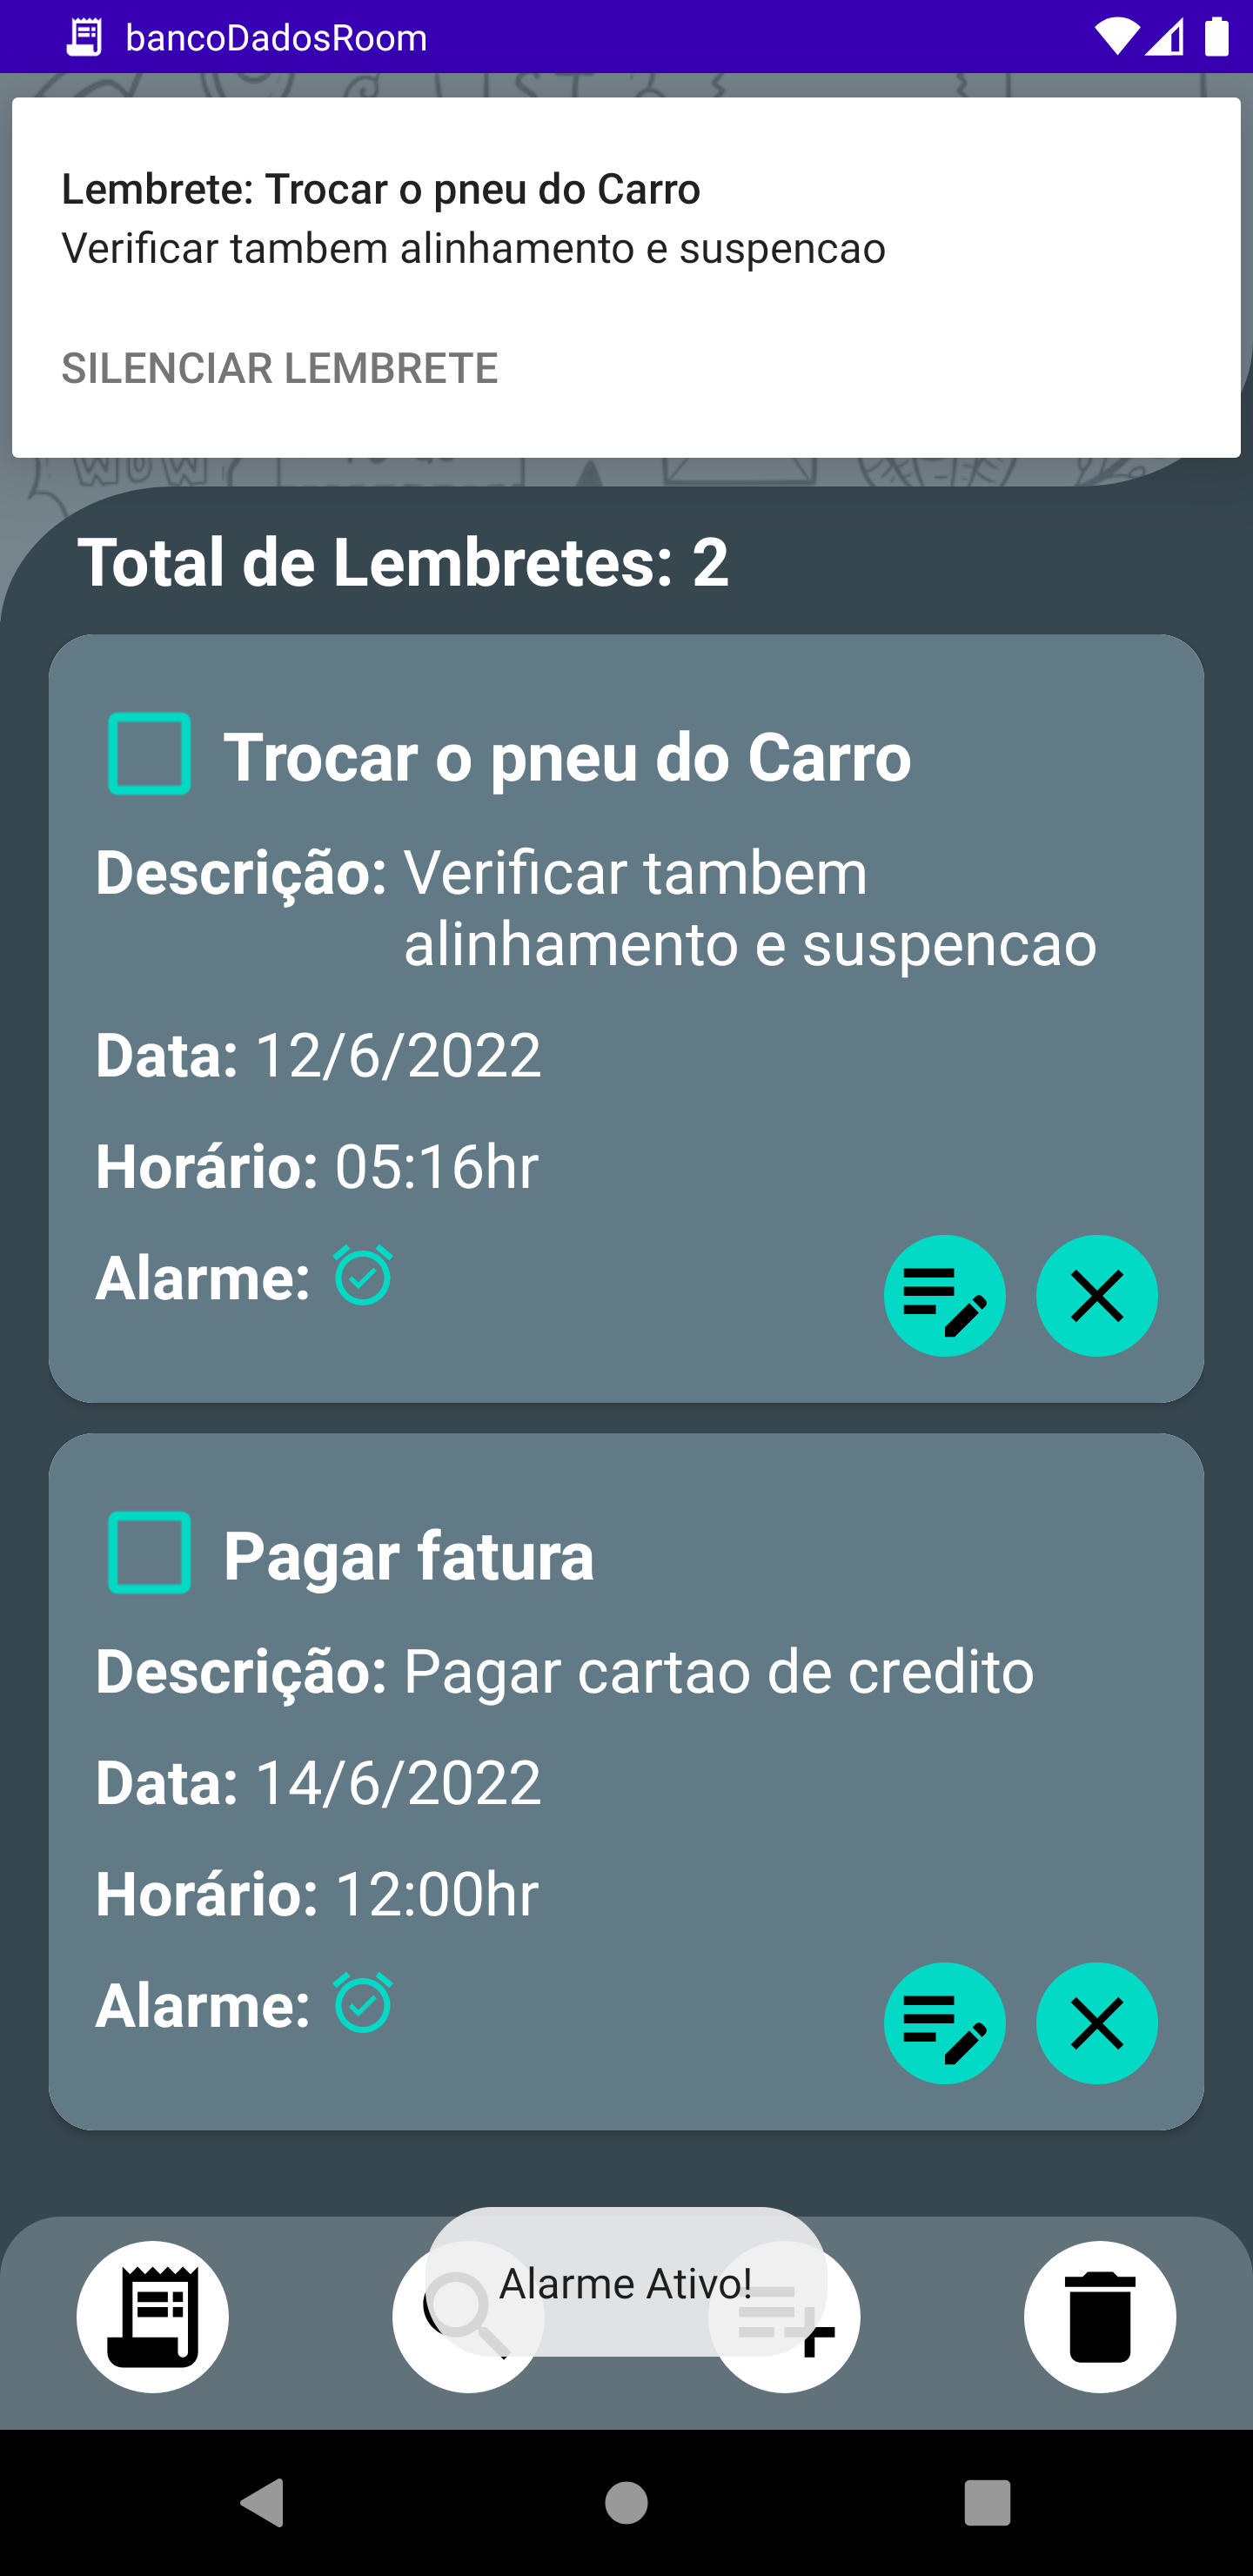 bancoDadosRoom
Lembrete: Trocar o pneu do Carro
Verificar tambem alinhamento e suspencao
SILENCIAR LEMBRETE
WOW
Total de Lembretes: 2
Trocar o pneu do Carro
Descrição: Verificar tambem
alinhamento e suspencao
Data: 12/6/2022
Horário: 05:16hr
Alarme:
Pagar fatura
Descrição: Pagar cartao de credito
Data: 14/6/2022
Horário: 12:00hr
Alarme:
Alarme Ativo!